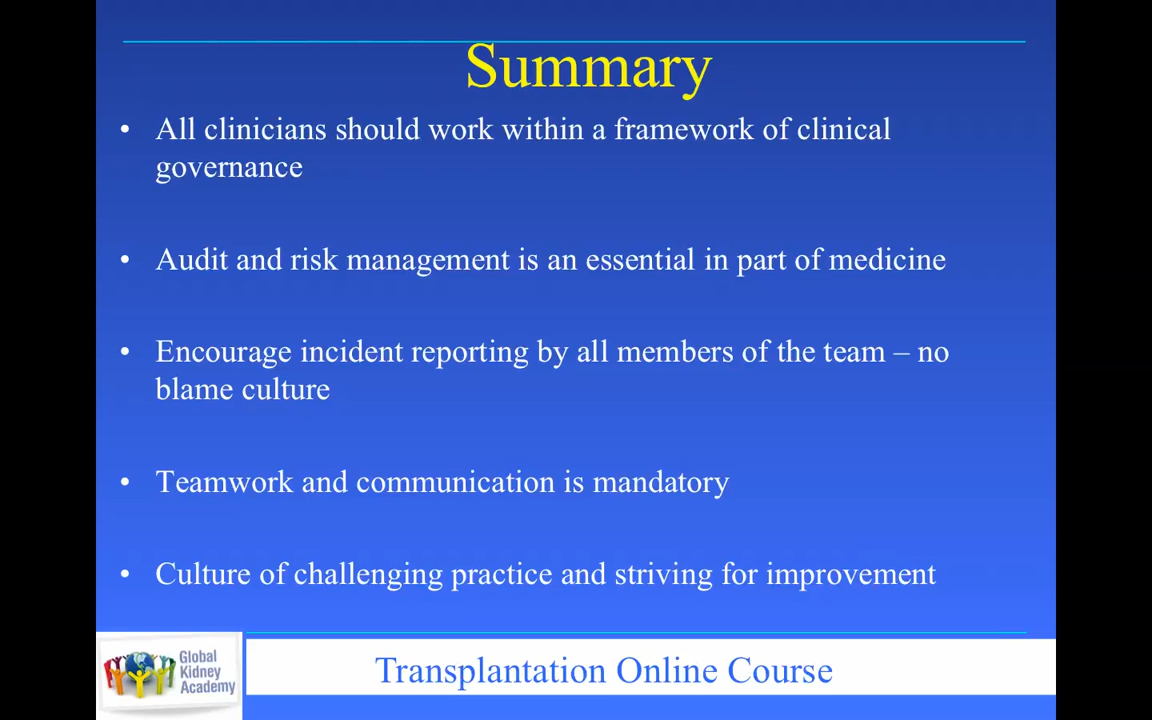 Summary
• All clinicians should work within a framework of clinical
governance
• Audit and risk management is an essential in part of medicine
• Encourage incident reporting by all members of the team – no
blame culture
• Teamwork and communication is mandatory
• Culture of challenging practice and striving for improvement
Global
Kidney
Academy
Transplantation Online Course